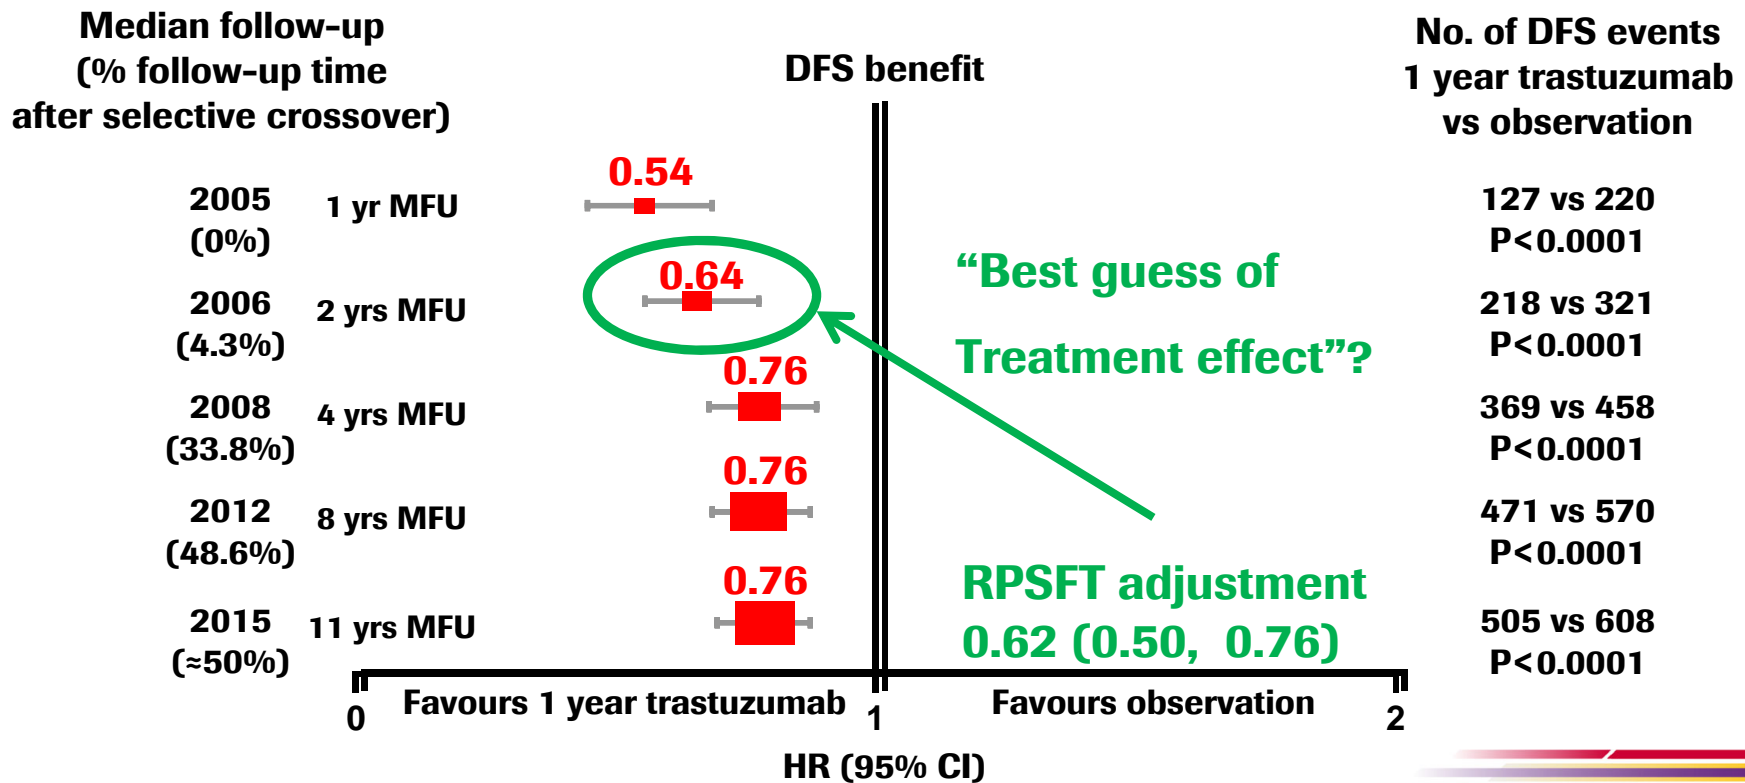 Median follow-up
(% follow-up time
after selective crossover)
DFS benefit
No. of DFS events
1 year trastuzumab
vs observation
2005
(0%)
1 yr MFU
0.54
127 vs 220
P<0.0001
2006
(4.3%)
2 yrs MFU
0.64
“Best guess of
Treatment effect”?
218 vs 321
P<0.0001
2008
(33.8%)
4 yrs MFU
0.76
369 vs 458
P<0.0001
2012
(48.6%)
8 yrs MFU
0.76
471 vs 570
P<0.0001
2015
(≈50%)
11 yrs MFU
0.76
RPSFT adjustment
0.62 (0.50, 0.76)
505 vs 608
P<0.0001
Favours 1 year trastuzumab
Favours observation
0
1
2
HR (95% CI)